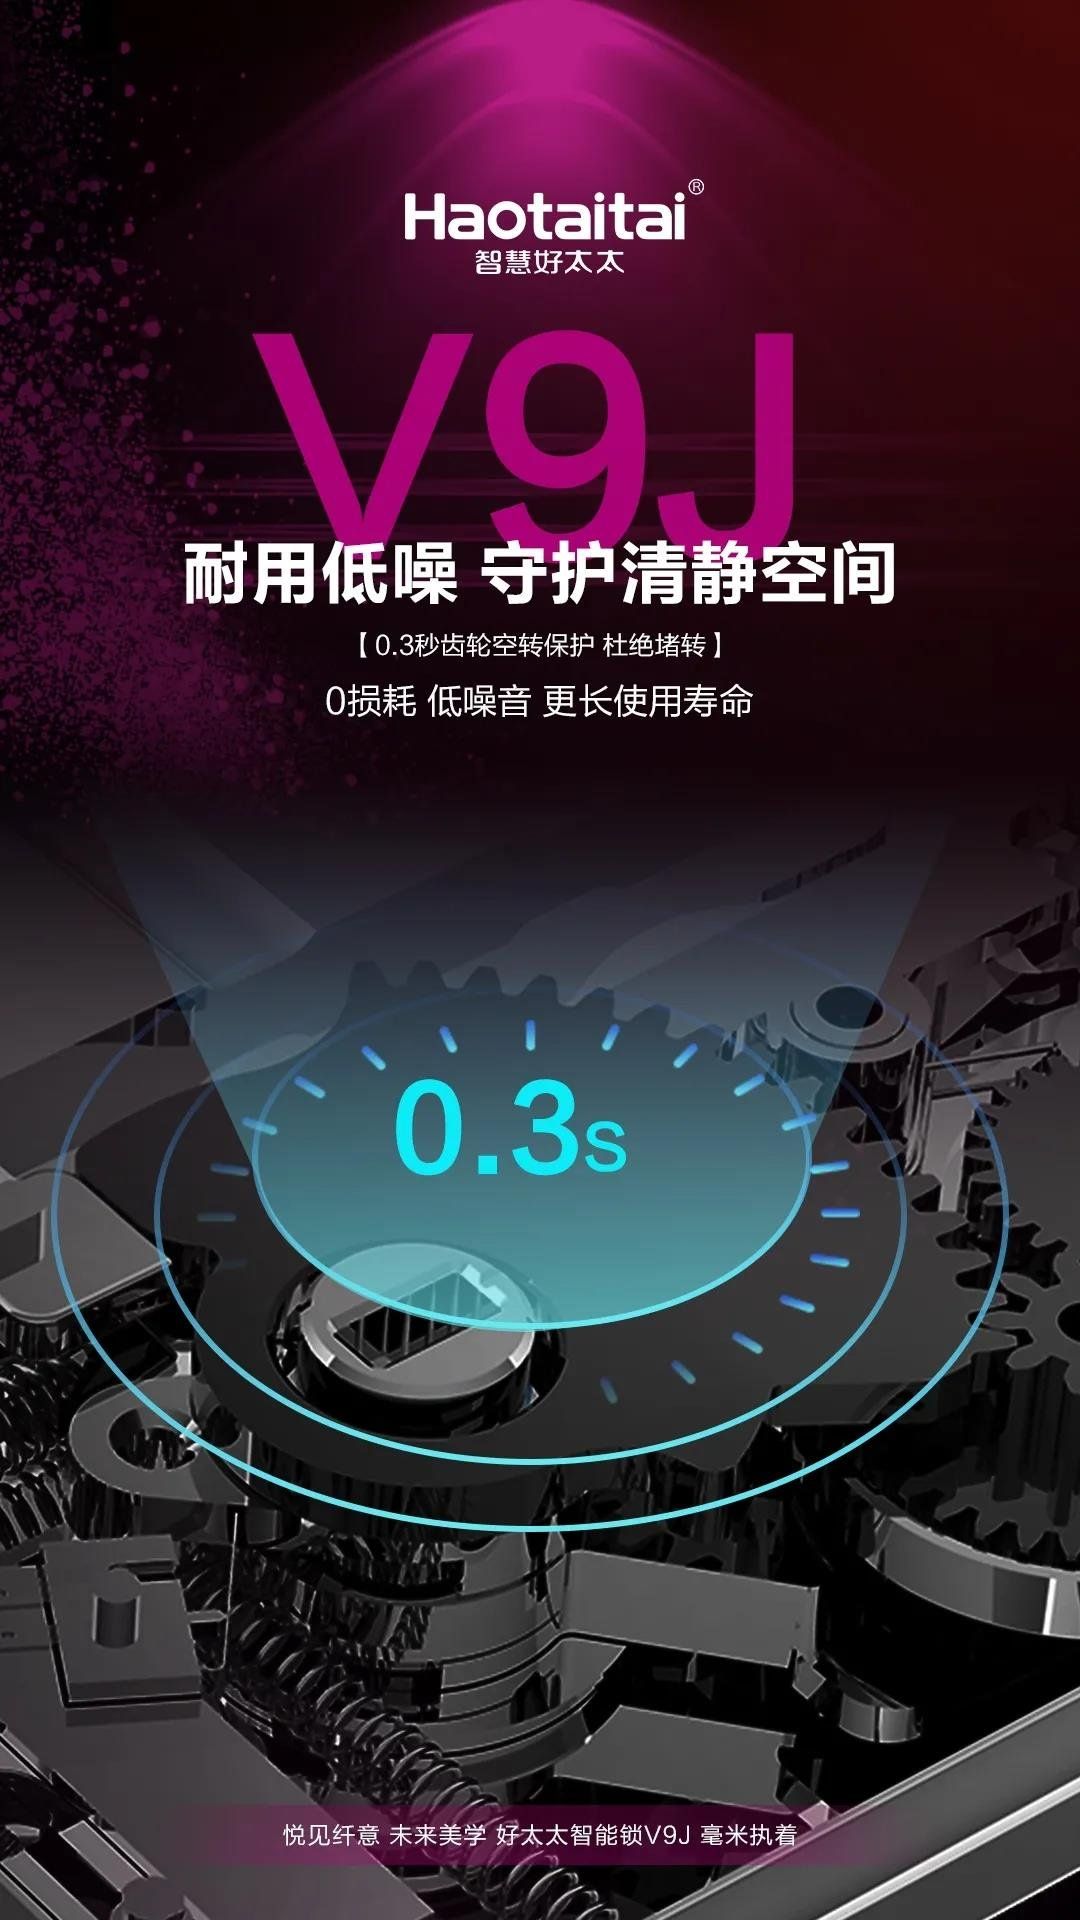 Haotaitai®
智慧好太太
V9J
耐用低噪 守护清静空间
【0.3秒齿轮空转保护 杜绝堵转】
0损耗 低噪音 更长使用寿命
0.3s
悦见纤意 未来美学 好太太智能锁V9J 毫米执着